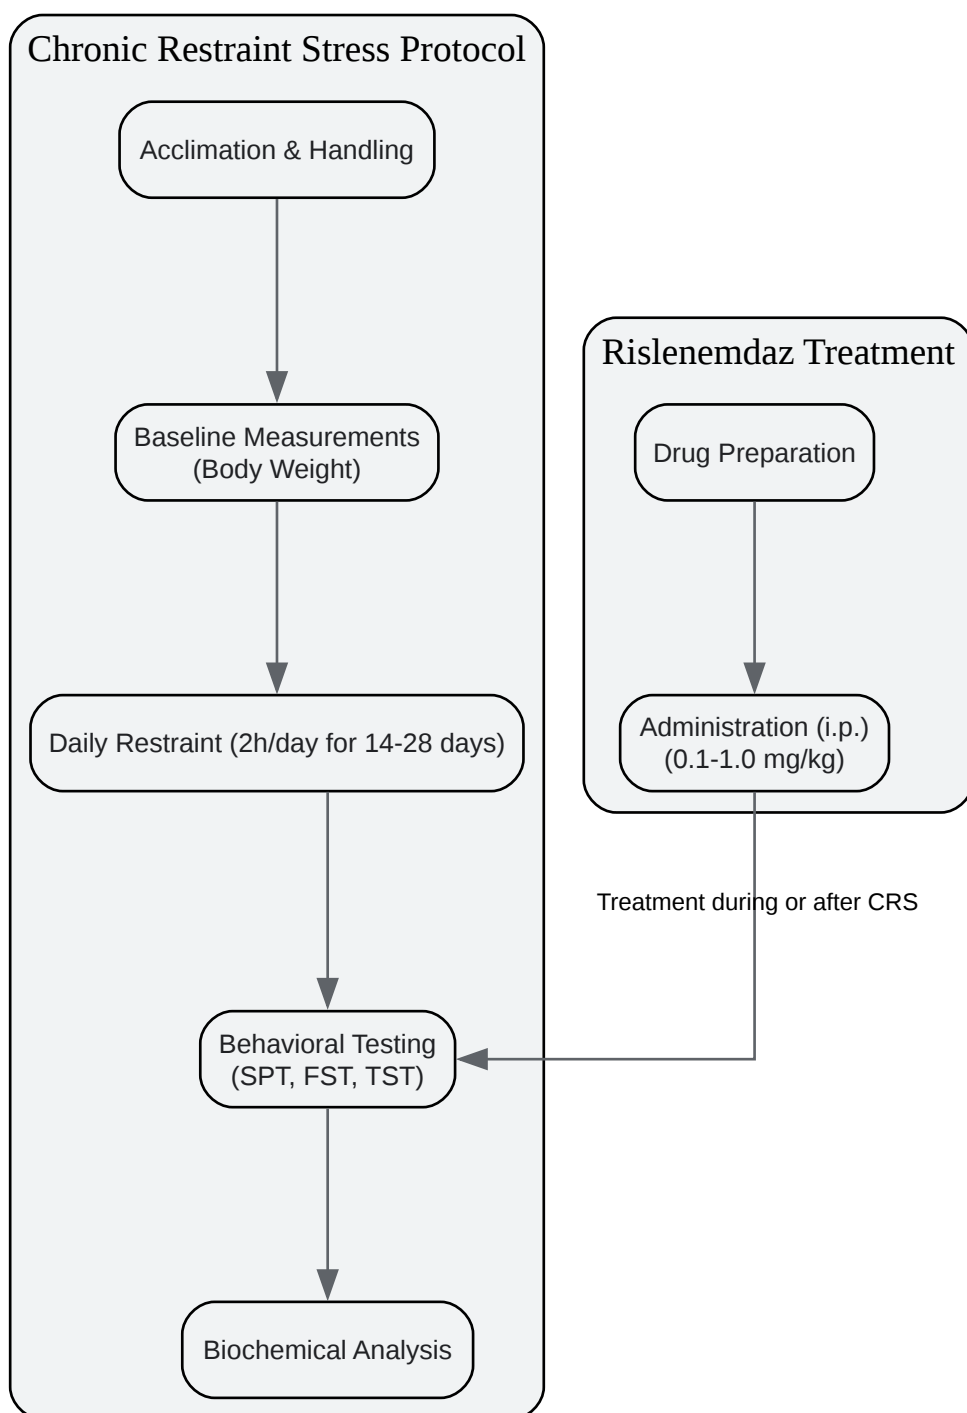 Chronic Restraint Stress Protocol
Acclimation & Handling
Baseline Measurements
(Body Weight)
Daily Restraint (2h/day for 14-28 days)
Behavioral Testing
(SPT, FST, TST)
Biochemical Analysis
Rislenemdaz Treatment
Drug Preparation
Administration (i.p.)
(0.1-1.0 mg/kg)
Treatment during or after CRS